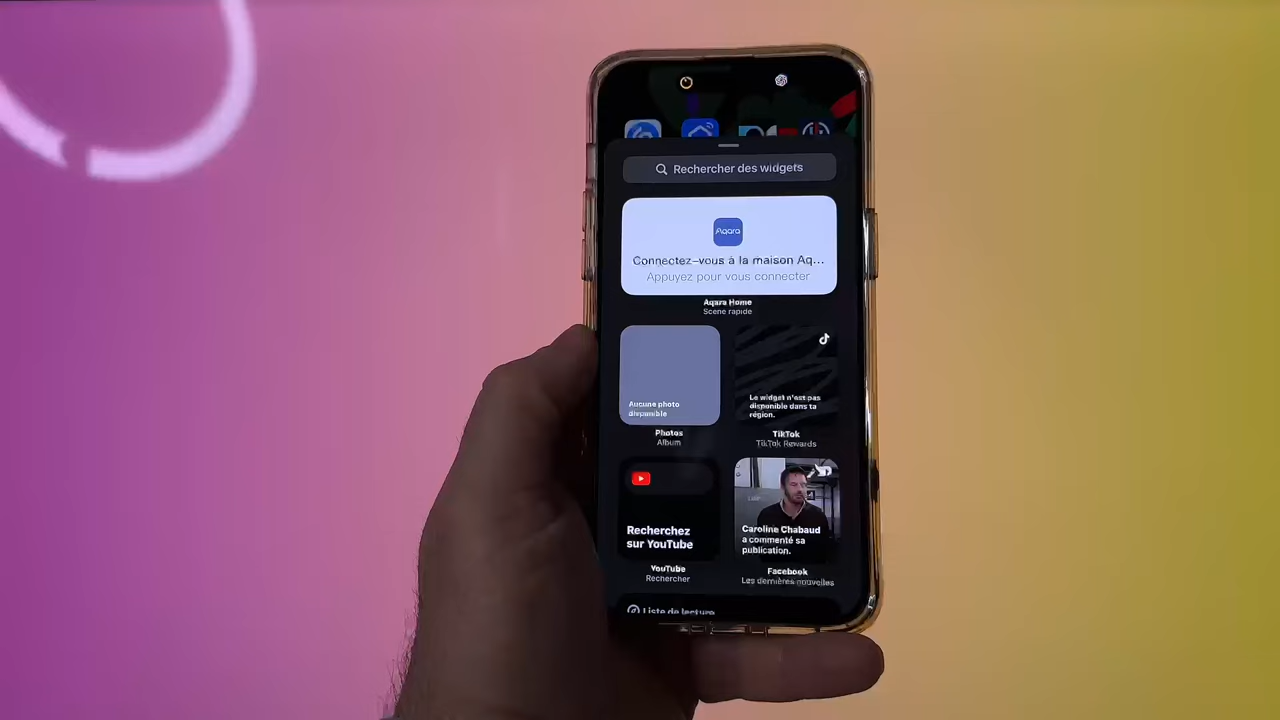 Rechercher des widgets
Aqara
Connectez-vous à la maison Aq...
Appuyez pour vous connecter
Aqara Home
Scene rapide
Aucune photo
disponible
Photos
Album
Le widget n'est pas
disponible dans ta
région.
TikTok
TikTok Rewards
Recherchez
sur YouTube
YouTube
Rechercher
Caroline Chabaud
a commenté sa
publication.
Facebook
Les dernières nouvelles
Liste de lecture